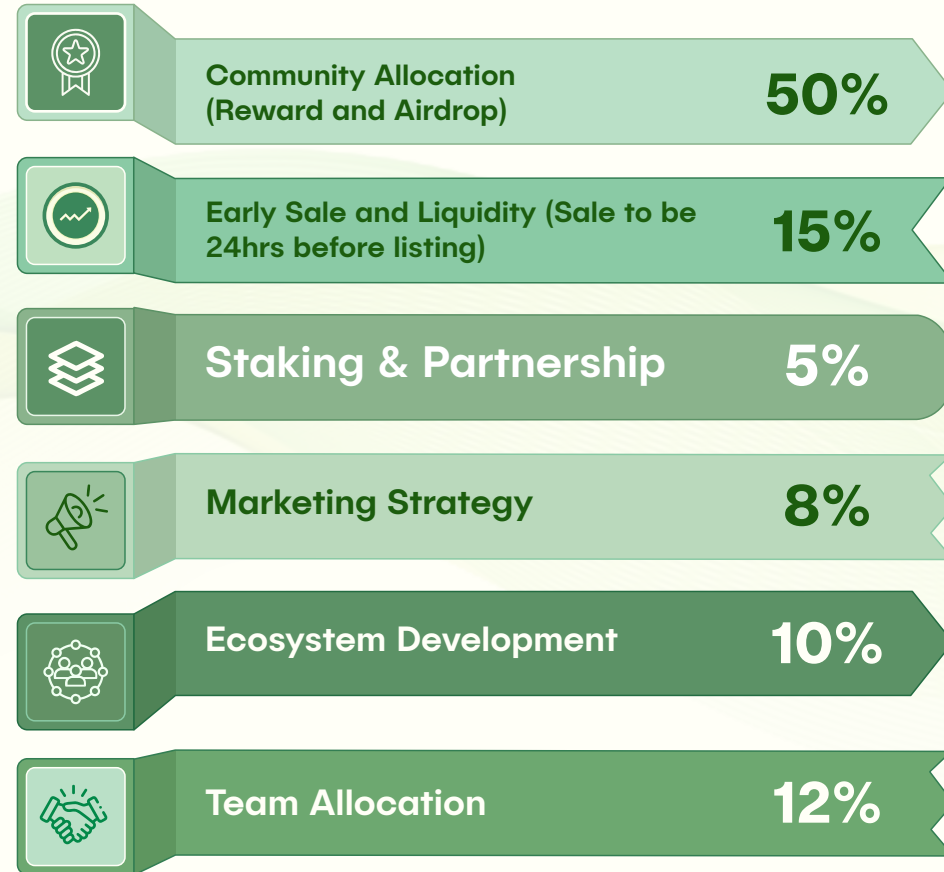 Community Allocation
(Reward and Airdrop)
50%
Early Sale and Liquidity (Sale to be
24hrs before listing)
15%
Staking & Partnership
5%
Marketing Strategy
8%
Ecosystem Development
10%
Team Allocation
12%